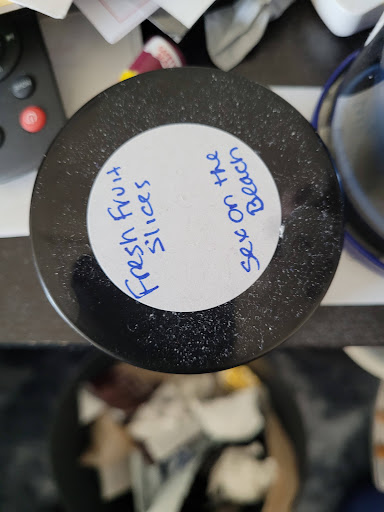 Fresh Fruit
Slices
Sex on the
Beach